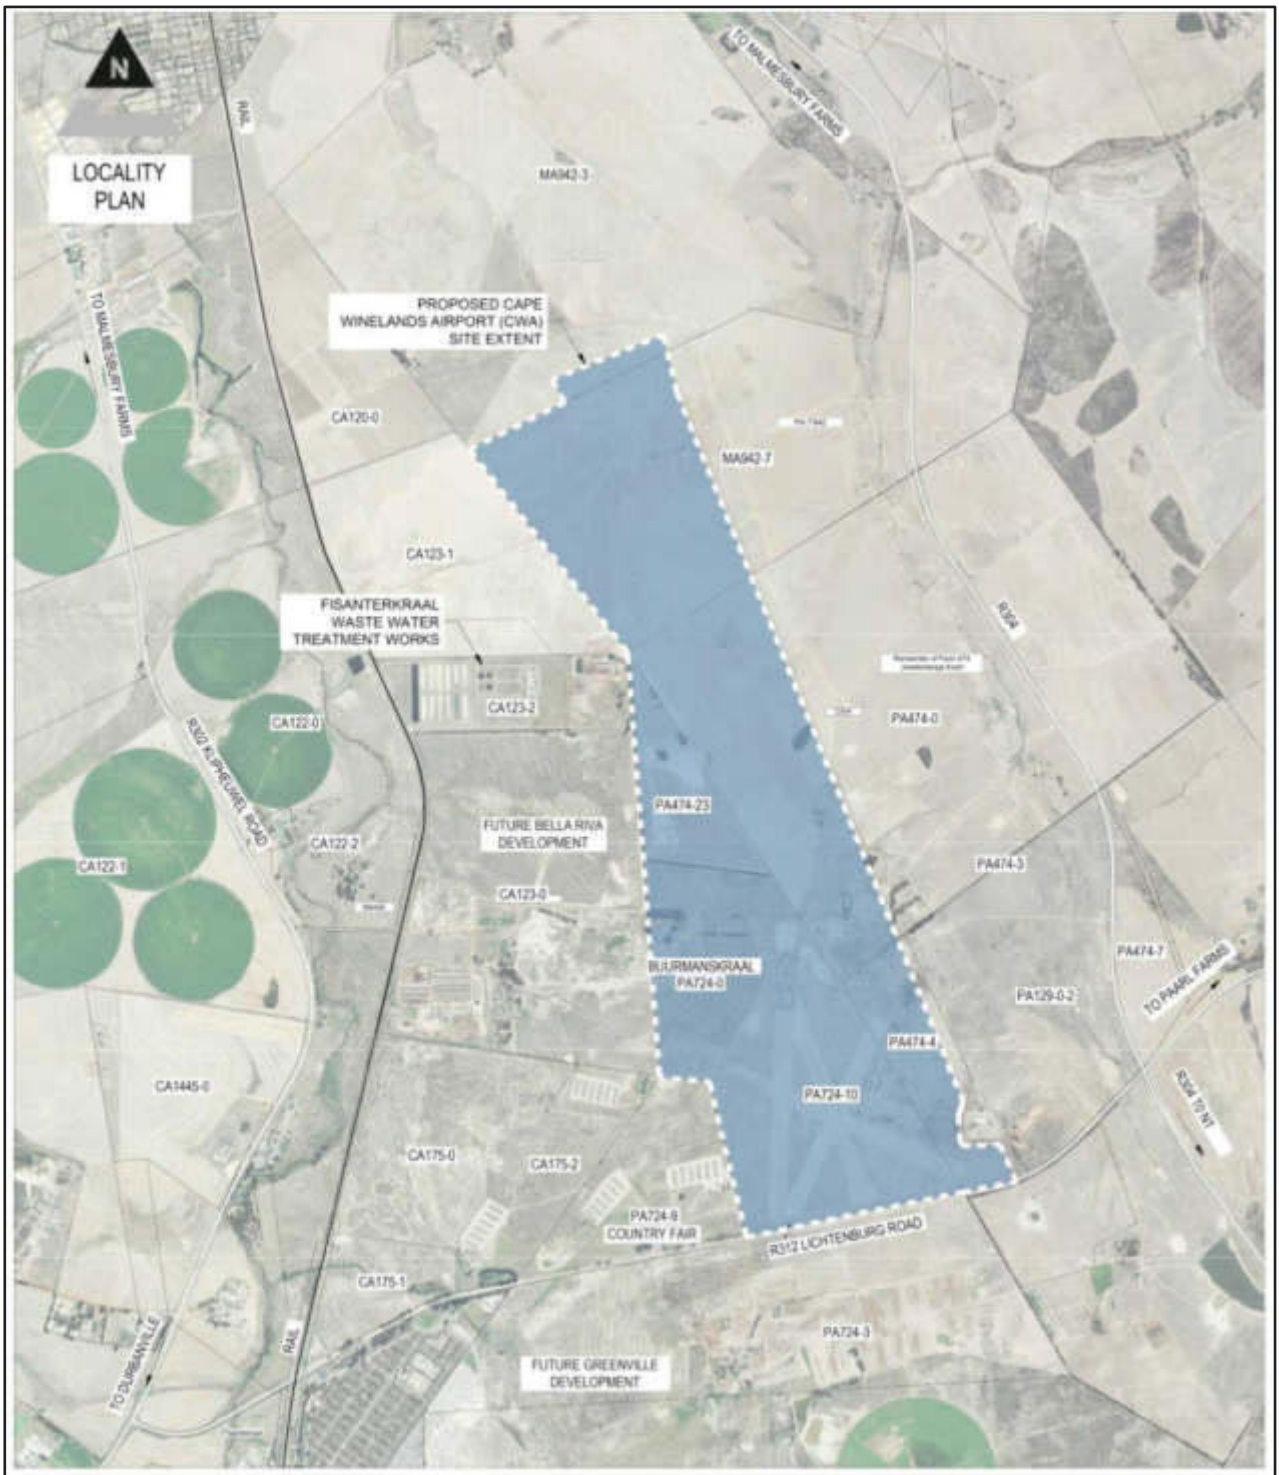 N
LOCALITY
PLAN
RAIL
TO MALMESBURY FARMS
MA942-3
PROPOSED CAPE
WINELANDS AIRPORT (CWA)
SITE EXTENT
TO MALMESBURY FARMS
CA120-0
MA942-7
CA123-1
FISANTERKRAAL
WASTE WATER
TREATMENT WORKS
R304
CA123-2
CA122-0
PA474-0
R302 KLIPHEUWEL ROAD
PA474-23
FUTURE BELLA RIVA
DEVELOPMENT
CA122-2
CA122-1
PA474-3
CA123-0
PA474-7
BUURMANSKRAAL
PA724-0
TO PAARL FARMS
PA129-0-2
PA474-4
CA1445-0
PA724-10
R304 TO N1
CA175-0
CA175-2
PA724-9
COUNTRY FAIR
R312 LICHTENBURG ROAD
CA175-1
RAIL
TO DURBANVILLE
PA724-3
FUTURE GREENVILLE
DEVELOPMENT